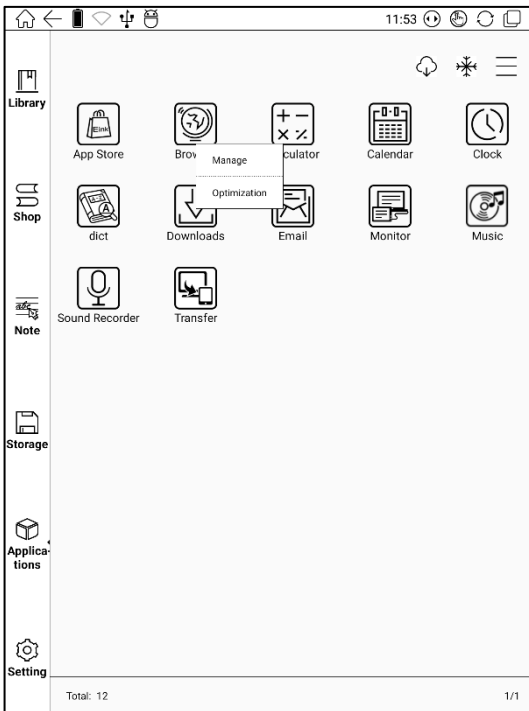 11:53
Library
Shop
Note
Storage
Applica-
tions
Setting
Eink
App Store
Brow
culator
Calendar
Clock
Manage
Optimization
dict
Downloads
Email
Monitor
Music
Sound Recorder
Transfer
Total: 12
1/1